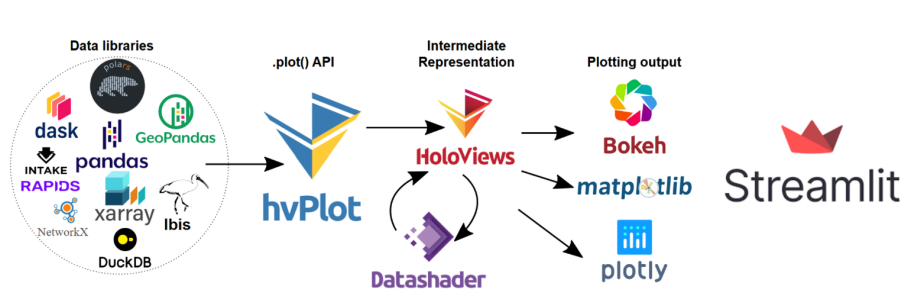 Data libraries
polars
dask
GeoPandas
pandas
INTAKE
RAPIDS
xarray
Ibis
NetworkX
DuckDB
.plot() API
hvPlot
Intermediate
Representation
HoloViews
Datashader
Plotting output
Bokeh
matplotlib
plotly
Streamlit